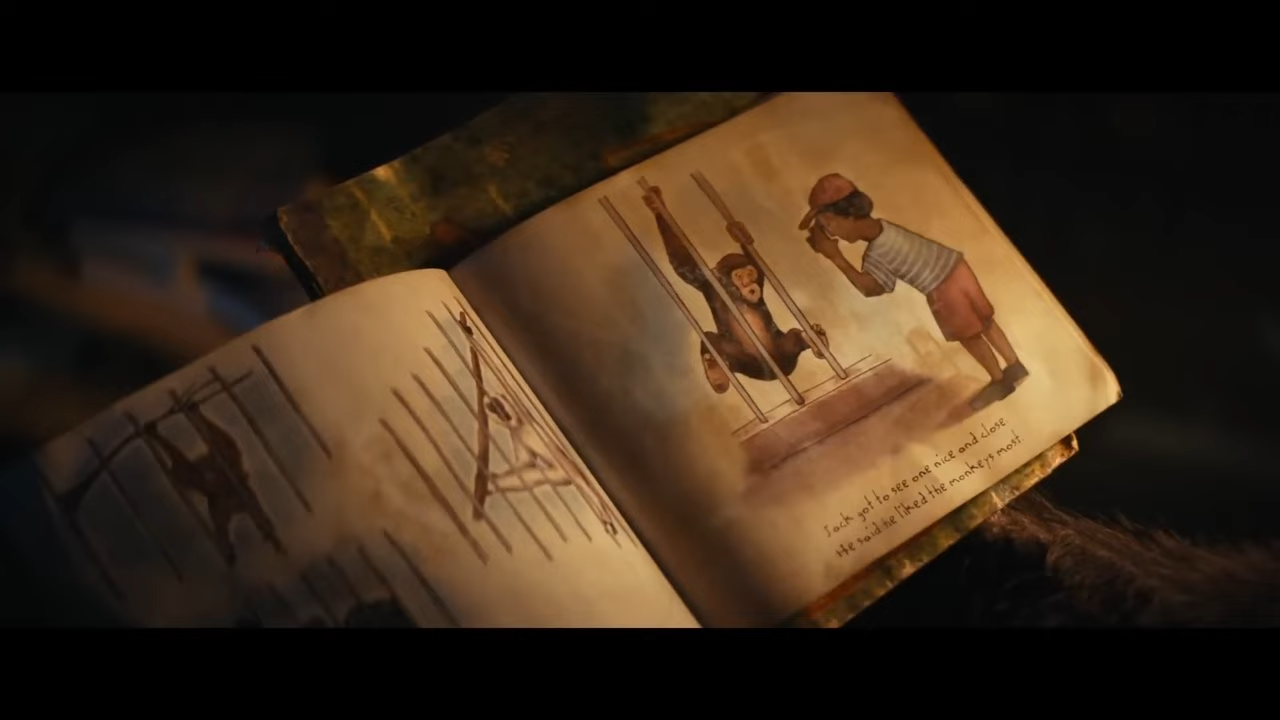 Jack got to see one nice and close.
He said he liked the monkeys most.